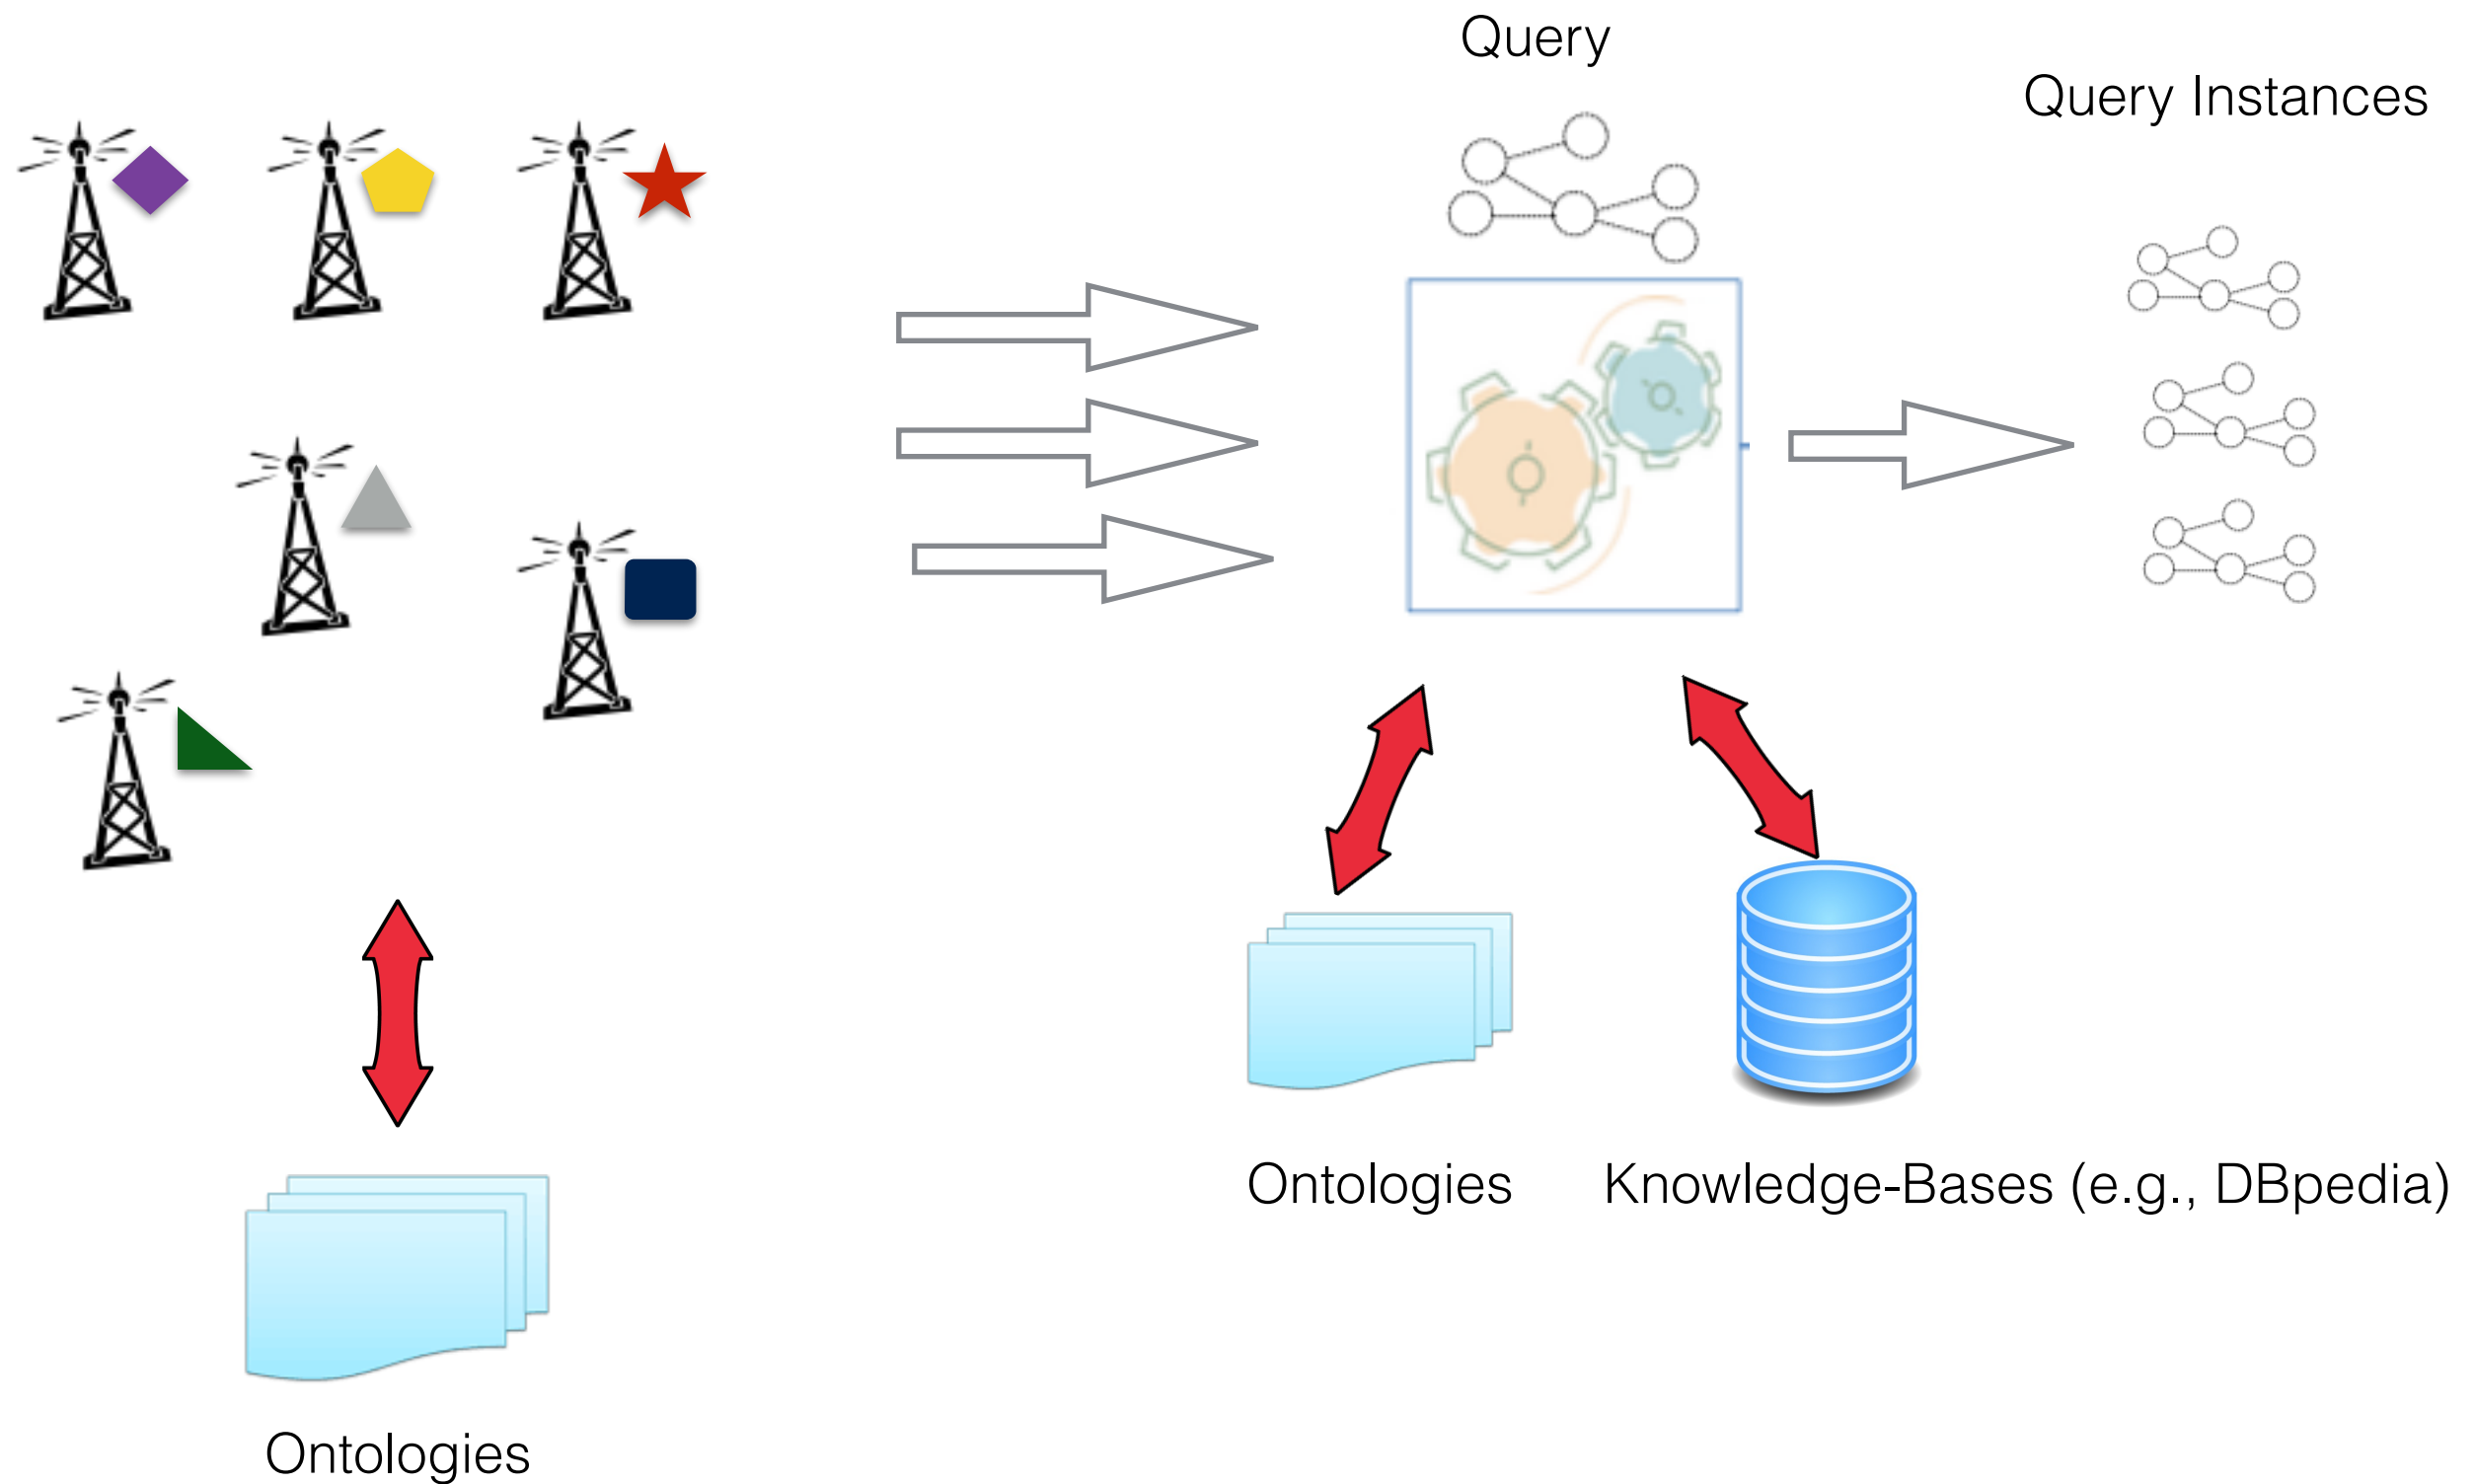 Query
Query Instances
Ontologies
Knowledge-Bases (e.g., DBpedia)
Ontologies